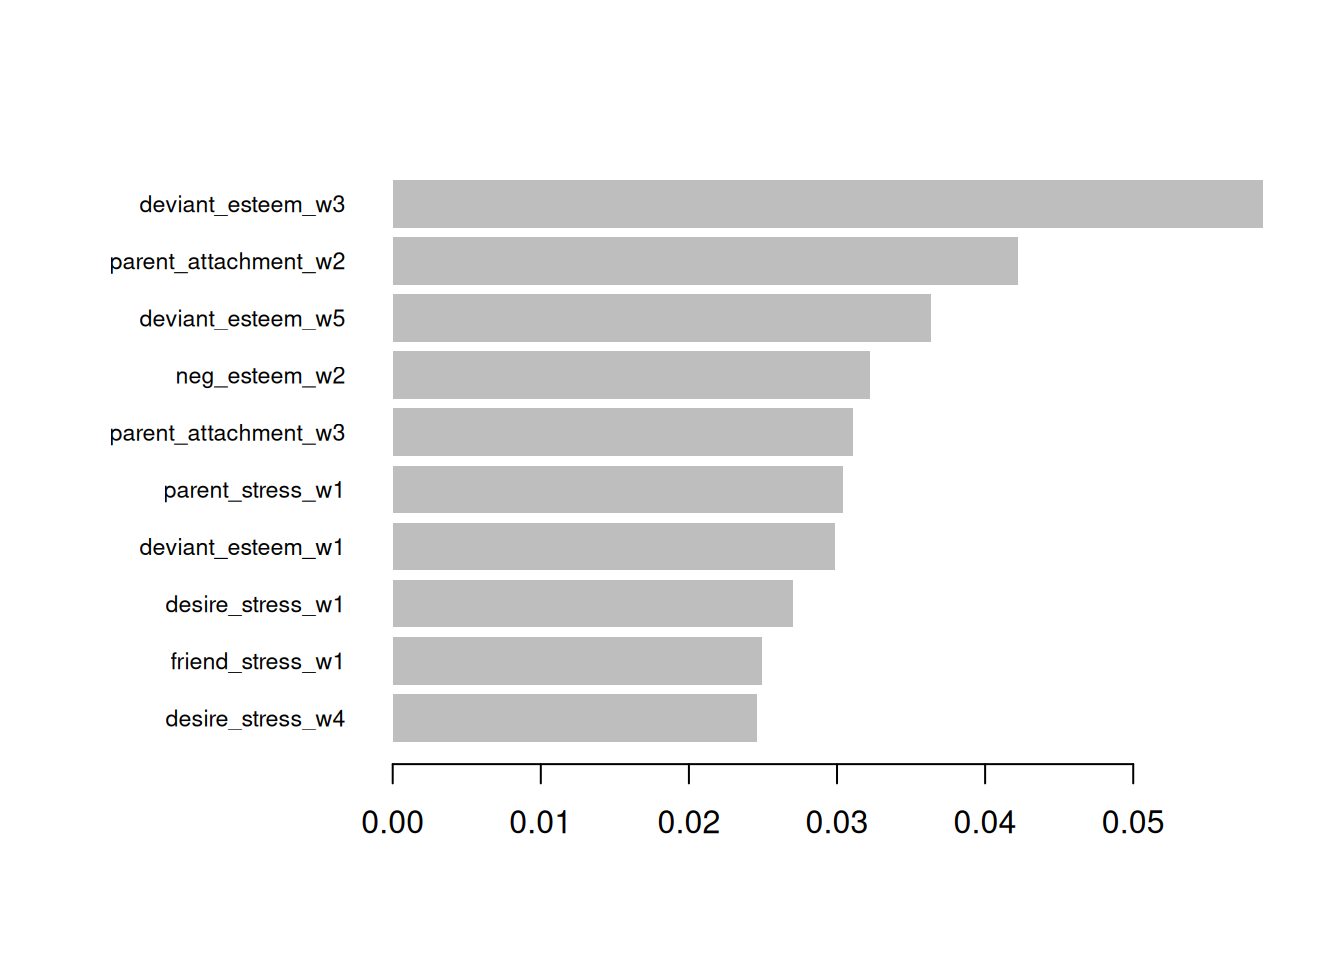 deviant_esteem_w3
parent_attachment_w2
deviant_esteem_w5
neg_esteem_w2
parent_attachment_w3
parent_stress_w1
deviant_esteem_w1
desire_stress_w1
friend_stress_w1
desire_stress_w4
0.00 0.01 0.02 0.03 0.04 0.05